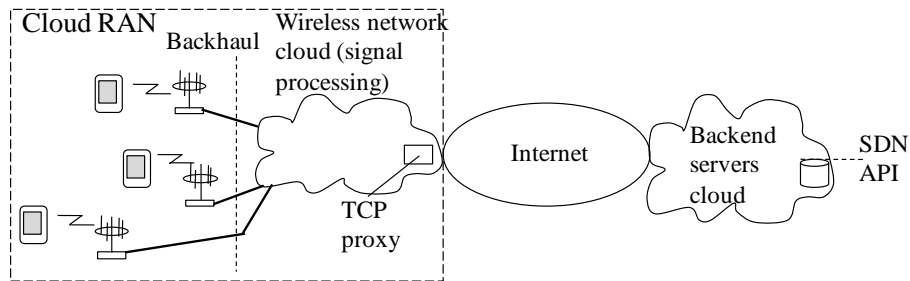 Cloud RAN
Backhaul
Wireless network
cloud (signal
processing)
TCP
proxy
Internet
Backend
servers
cloud
SDN
API